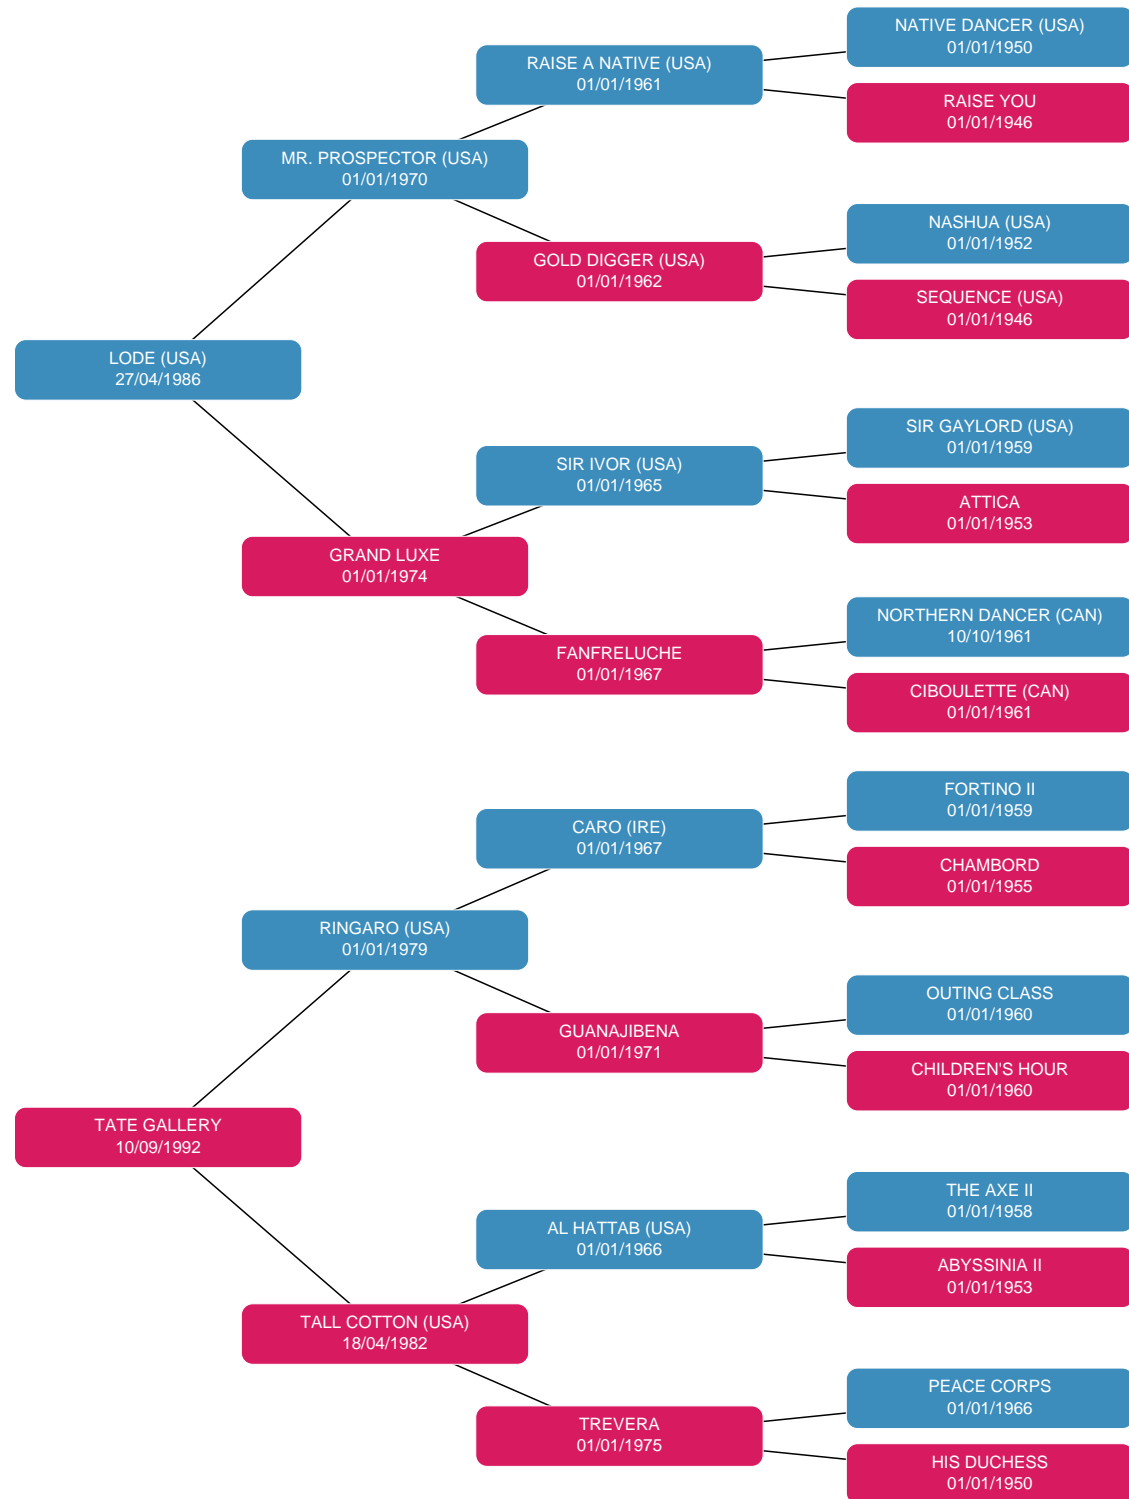 NATIVE DANCER (USA)
01/01/1950
RAISE A NATIVE (USA)
01/01/1961
RAISE YOU
01/01/1946
MR. PROSPECTOR (USA)
01/01/1970
NASHUA (USA)
01/01/1952
GOLD DIGGER (USA)
01/01/1962
SEQUENCE (USA)
01/01/1946
LODE (USA)
27/04/1986
SIR GAYLORD (USA)
01/01/1959
SIR IVOR (USA)
01/01/1965
ATTICA
01/01/1953
GRAND LUXE
01/01/1974
NORTHERN DANCER (CAN)
10/10/1961
FANFRELUCHE
01/01/1967
CIBOULETTE (CAN)
01/01/1961
FORTINO II
01/01/1959
CARO (IRE)
01/01/1967
CHAMBORD
01/01/1955
RINGARO (USA)
01/01/1979
OUTING CLASS
01/01/1960
GUANAJIBENA
01/01/1971
CHILDREN'S HOUR
01/01/1960
TATE GALLERY
10/09/1992
THE AXE II
01/01/1958
AL HATTAB (USA)
01/01/1966
ABYSSINIA II
01/01/1953
TALL COTTON (USA)
18/04/1982
PEACE CORPS
01/01/1966
TREVERA
01/01/1975
HIS DUCHESS
01/01/1950